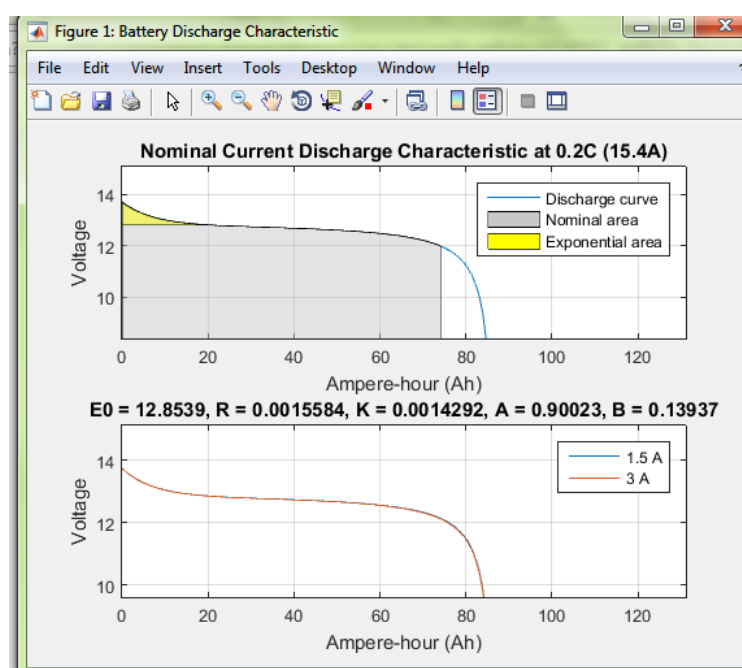 Figure 1: Battery Discharge Characteristic
File Edit View Insert Tools Desktop Window Help
Nominal Current Discharge Characteristic at 0.2C (15.4A)
14
12
10
Voltage
Discharge curve
Nominal area
Exponential area
0 20 40 60 80 100 120
Ampere-hour (Ah)
E0 = 12.8539, R = 0.0015584, K = 0.0014292, A = 0.90023, B = 0.13937
14
12
10
Voltage
1.5 A
3 A
0 20 40 60 80 100 120
Ampere-hour (Ah)